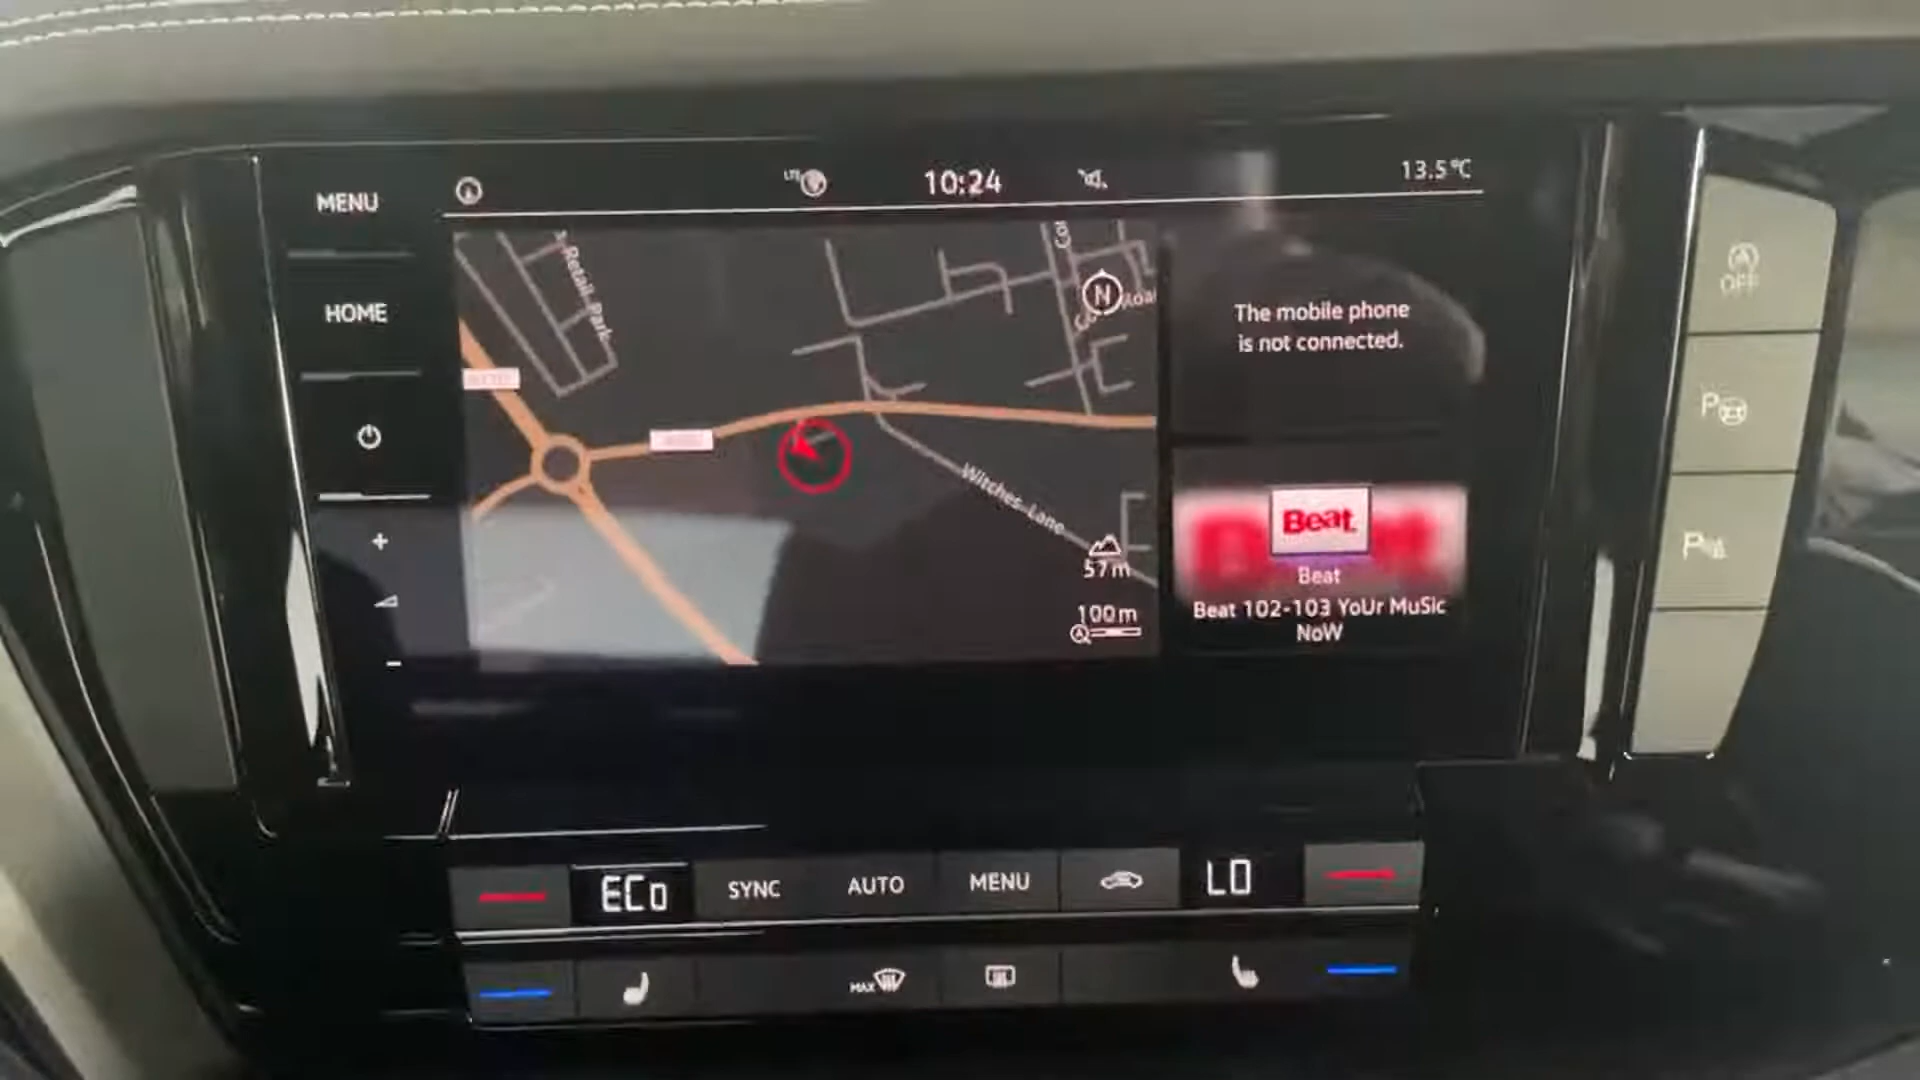 MENU
LTE
10:24
13.5°C
HOME
Retail Park
N
57 m
100 m
Witches Lane
The mobile phone
is not connected.
Beat
Beat
Beat 102-103 YoUr MuSic
NoW
+
-
OFF
P
P
ECo
SYNC
AUTO
MENU
LO
MAX